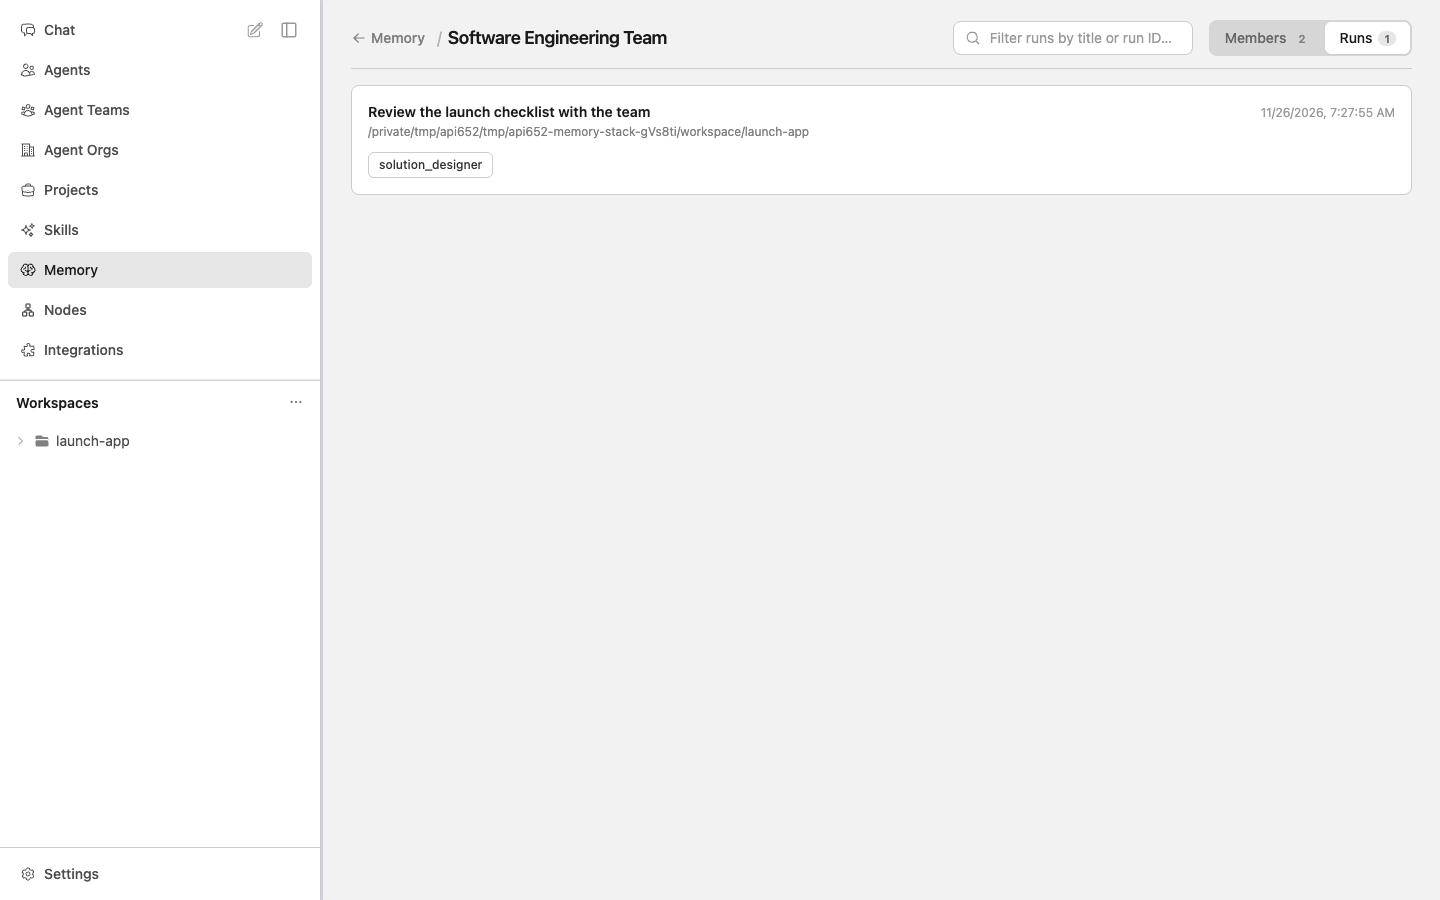 Chat
Agents
Agent Teams
Agent Orgs
Projects
Skills
Memory
Nodes
Integrations
Workspaces
launch-app
Settings
Memory / Software Engineering Team
Filter runs by title or run ID...
Members 2
Runs 1
Review the launch checklist with the team
11/26/2026, 7:27:55 AM
/private/tmp/api652/tmp/api652-memory-stack-gVs8ti/workspace/launch-app
solution_designer